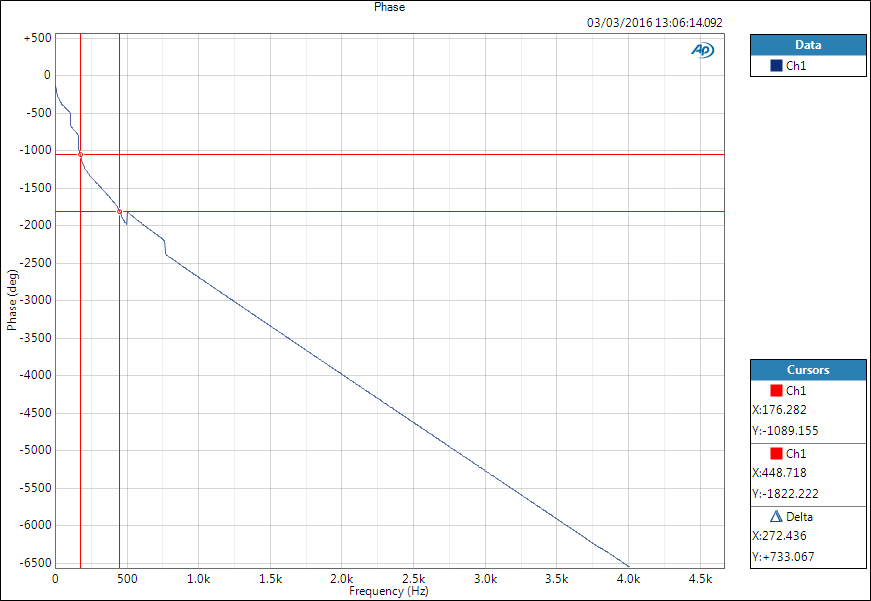 Phase
03/03/2016 13:06:14.092
AP
Data
Ch1
+500
0
-500
-1000
-1500
-2000
-2500
-3000
-3500
-4000
-4500
-5000
-5500
-6000
-6500
Phase (deg)
0 500 1.0k 1.5k 2.0k 2.5k 3.0k 3.5k 4.0k 4.5k
Frequency (Hz)
Cursors
Ch1
X:176.282
Y:-1089.155
Ch1
X:448.718
Y:-1822.222
Delta
X:272.436
Y:+733.067